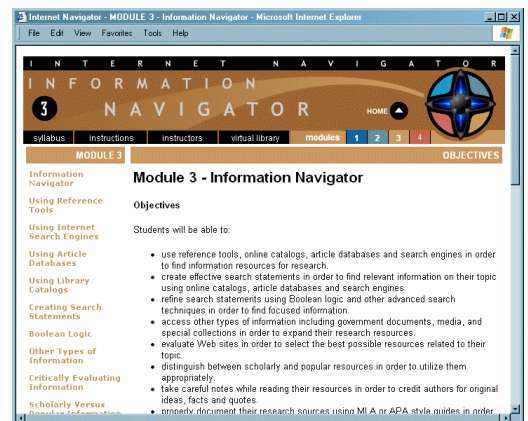 Internet Navigator - MODULE 3 - Information Navigator - Microsoft Internet Explorer
File Edit View Favorites Tools Help
INTERNET NAVIGATOR
INFORMATION
3 NAVIGATOR
HOME
syllabus instructions instructors virtual library modules 1 2 3 4
MODULE 3
OBJECTIVES
Information
Navigator
Using Reference
Tools
Using Internet
Search Engines
Using Article
Databases
Using Library
Catalogs
Creating Search
Statements
Boolean Logic
Other Types of
Information
Critically Evaluating
Information
Scholarly Versus
Popular Information
Module 3 - Information Navigator
Objectives
Students will be able to:
• use reference tools, online catalogs, article databases and search engines in order
to find information resources for research.
• create effective search statements in order to find relevant information on their topic
using online catalogs, article databases and search engines.
• refine search statements using Boolean logic and other advanced search
techniques in order to find focused information.
• access other types of information including government documents, media, and
special collections in order to expand their research resources.
• evaluate Web sites in order to select the best possible resources related to their
topic.
• distinguish between scholarly and popular resources in order to utilize them
appropriately.
• take careful notes while reading their resources in order to credit authors for original
ideas, facts and quotes.
• properly document their research sources using MLA or APA style guides in order